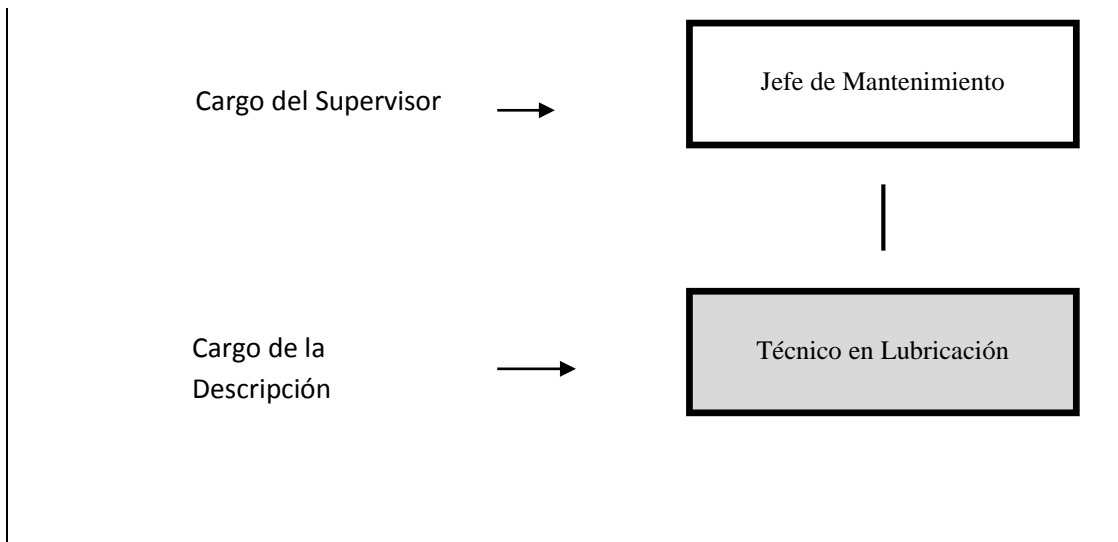 Cargo del Supervisor
Jefe de Mantenimiento
Cargo de la
Descripción
Técnico en Lubricación